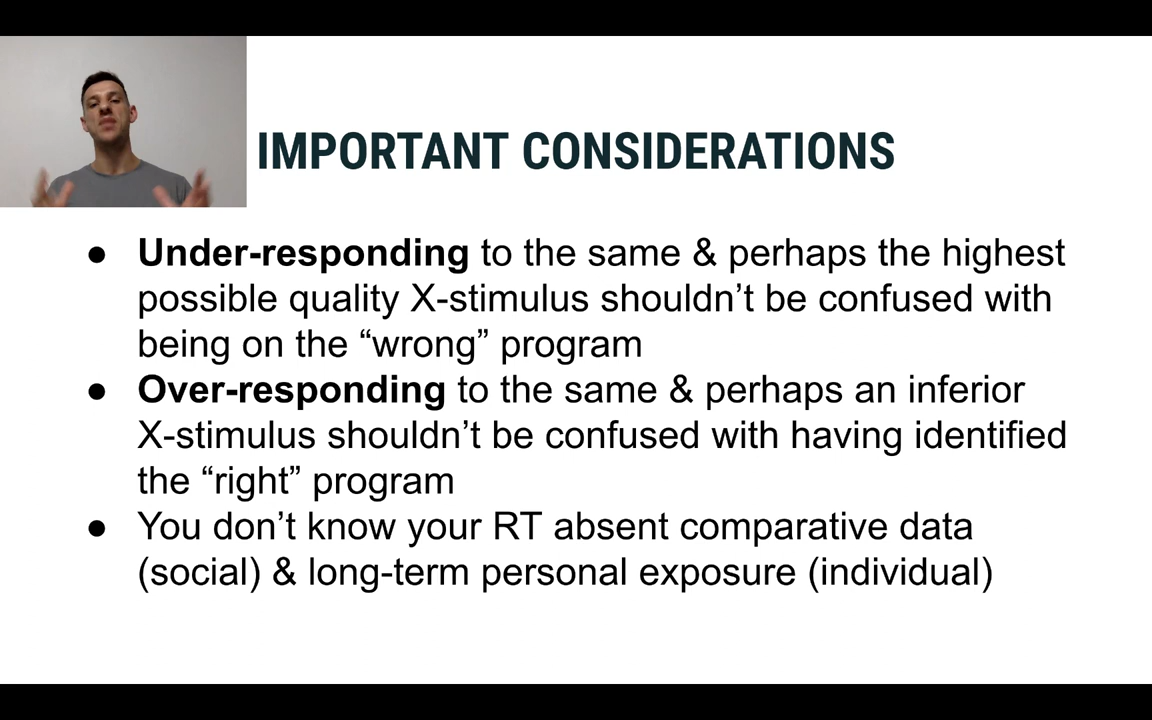 IMPORTANT CONSIDERATIONS
● Under-responding to the same & perhaps the highest
possible quality X-stimulus shouldn’t be confused with
being on the “wrong” program
● Over-responding to the same & perhaps an inferior
X-stimulus shouldn’t be confused with having identified
the “right” program
● You don’t know your RT absent comparative data
(social) & long-term personal exposure (individual)